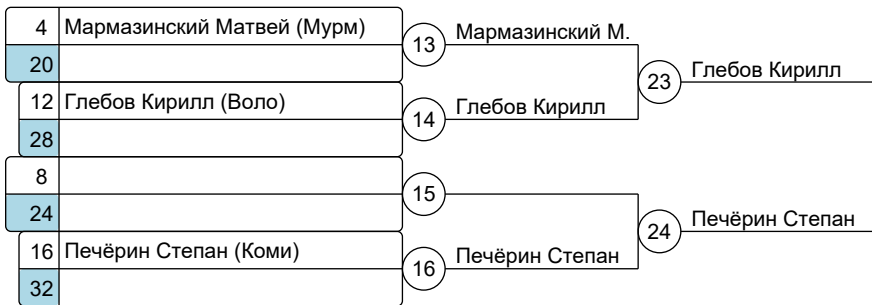 4 Мармазинский Матвей (Мурм)
13 Мармазинский М.
20
23 Глебов Кирилл
12 Глебов Кирилл (Воло)
14 Глебов Кирилл
28
8
15
24
24 Печёрин Степан
16 Печёрин Степан (Коми)
16 Печёрин Степан
32